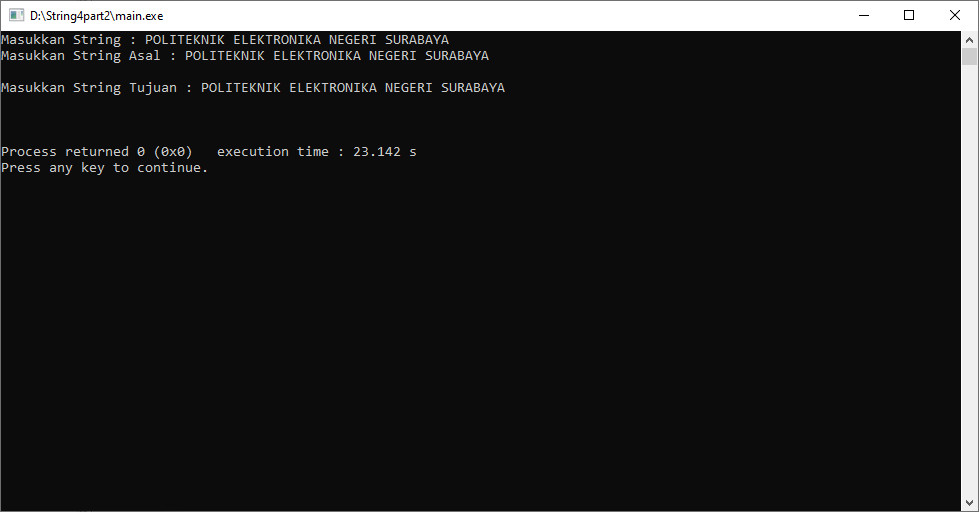 D:\String4part2\main.exe
Masukkan String : POLITEKNIK ELEKTRONIKA NEGERI SURABAYA
Masukkan String Asal : POLITEKNIK ELEKTRONIKA NEGERI SURABAYA
Masukkan String Tujuan : POLITEKNIK ELEKTRONIKA NEGERI SURABAYA
Process returned 0 (0x0)   execution time : 23.142 s
Press any key to continue.